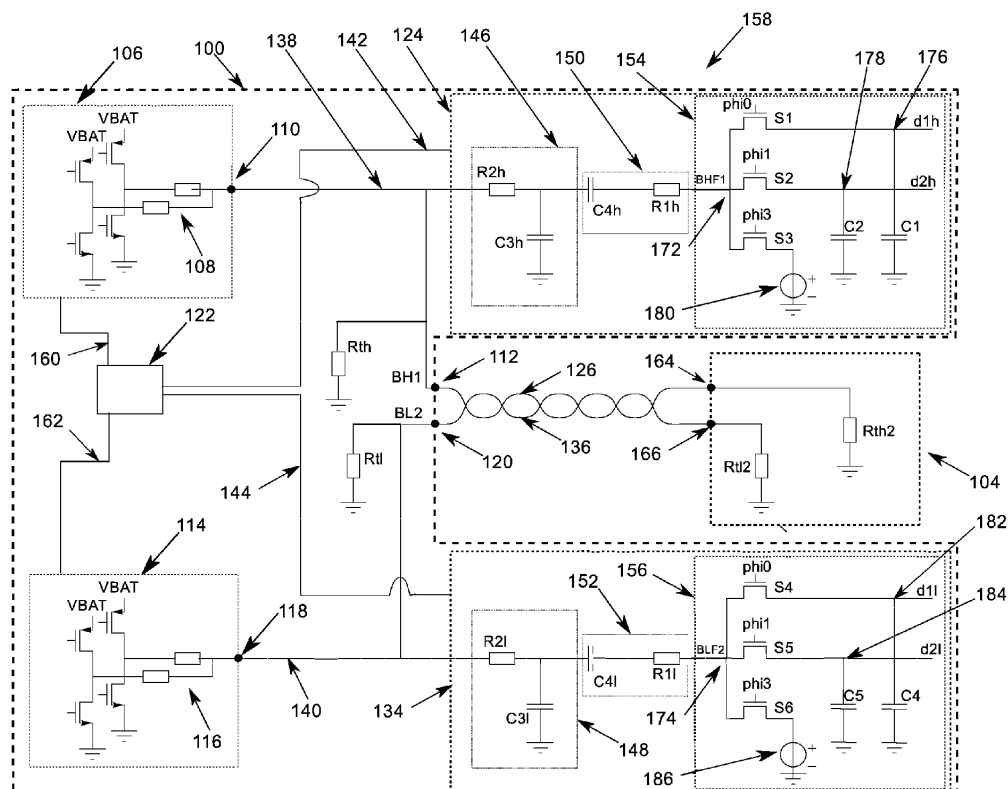 106
100
138
142
124
146
150
154
158
178
176
VBAT
VBAT
110
108
R2h
C3h
C4h
R1h
BHF1
172
phi0
S1
d1h
phi1
S2
d2h
phi3
S3
C2
C1
180
+
−
160
122
162
Rth
BH1
112
126
164
BL2
Rtl
120
136
166
Rth2
Rtl2
104
144
114
VBAT
VBAT
118
116
140
152
156
182
184
R2l
C3l
C4l
R1l
BLF2
134
148
174
phi0
S4
d1l
phi1
S5
d2l
phi3
S6
C5
C4
186
+
−